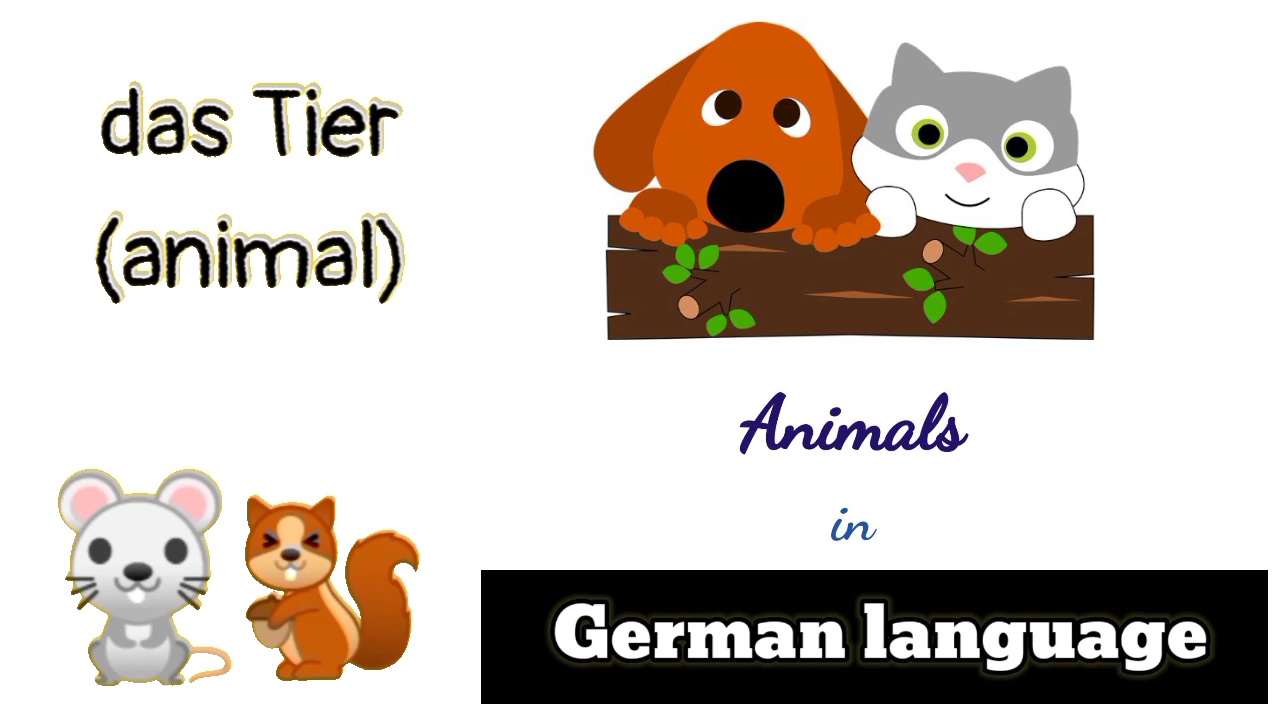 das Tier
(animal)
Animals
in
German language